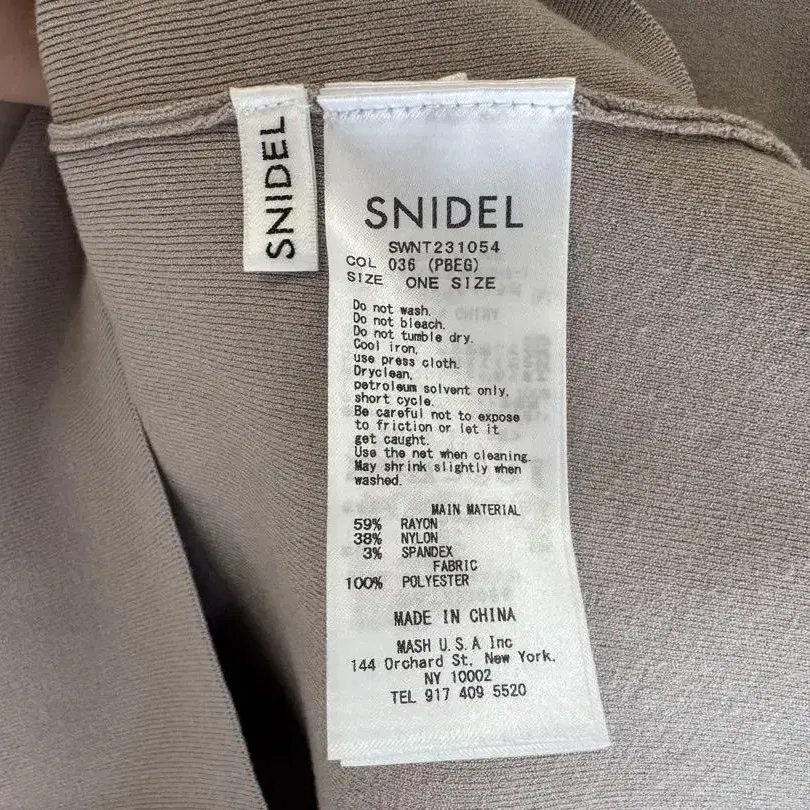 SNIDEL
SNIDEL
SWNT231054
COL 036 (PBEG)
SIZE ONE SIZE
Do not wash.
Do not bleach.
Do not tumble dry.
Cool iron,
use press cloth.
Dryclean,
petroleum solvent only,
short cycle.
Be careful not to expose
to friction or let it
get caught.
Use the net when cleaning.
May shrink slightly when
washed.
MAIN MATERIAL
59% RAYON
38% NYLON
3% SPANDEX
FABRIC
100% POLYESTER
MADE IN CHINA
MASH U.S.A Inc
144 Orchard St, New York,
NY 10002
TEL 917 409 5520